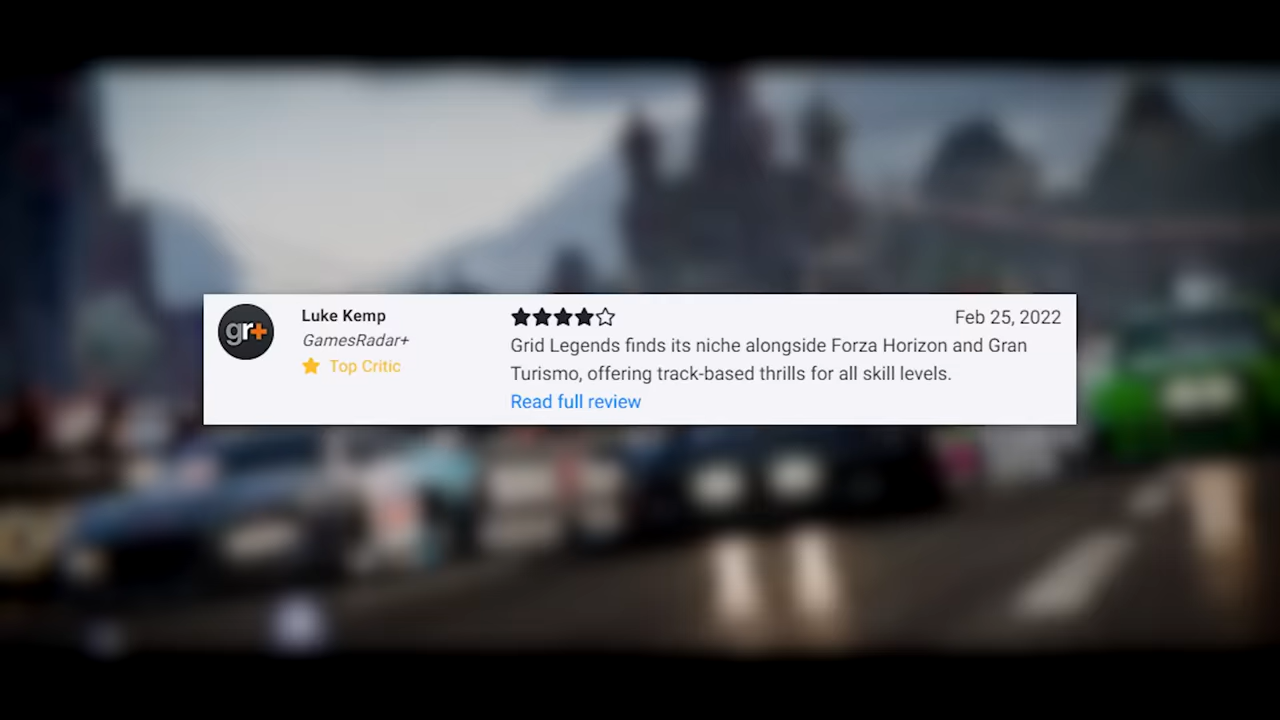 gr+
Luke Kemp
GamesRadar+
Top Critic
Feb 25, 2022
Grid Legends finds its niche alongside Forza Horizon and Gran
Turismo, offering track-based thrills for all skill levels.
Read full review